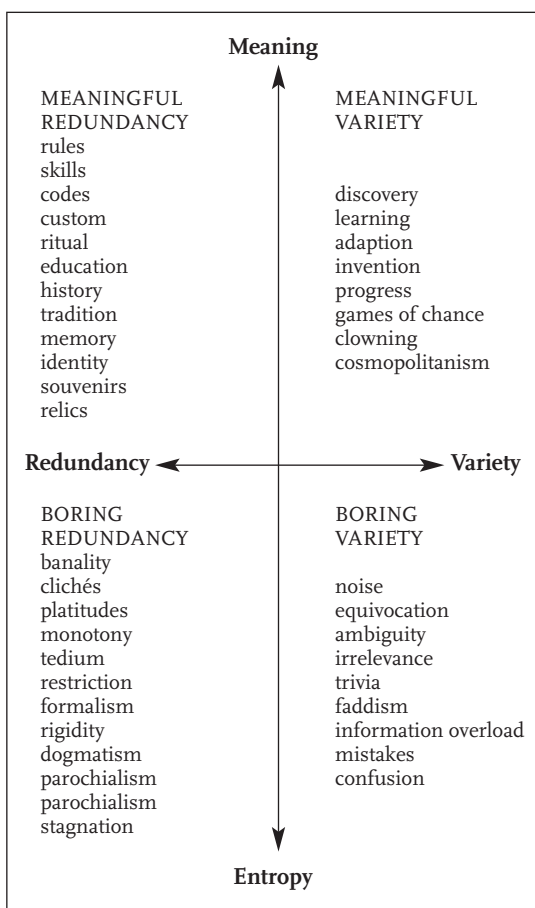 Meaning
MEANINGFUL
REDUNDANCY
rules
skills
codes
custom
ritual
education
history
tradition
memory
identity
souvenirs
relics
MEANINGFUL
VARIETY
discovery
learning
adaption
invention
progress
games of chance
clowning
cosmopolitanism
Redundancy
Variety
BORING
REDUNDANCY
banality
clichés
platitudes
monotony
tedium
restriction
formalism
rigidity
dogmatism
parochialism
parochialism
stagnation
BORING
VARIETY
noise
equivocation
ambiguity
irrelevance
trivia
faddism
information overload
mistakes
confusion
Entropy